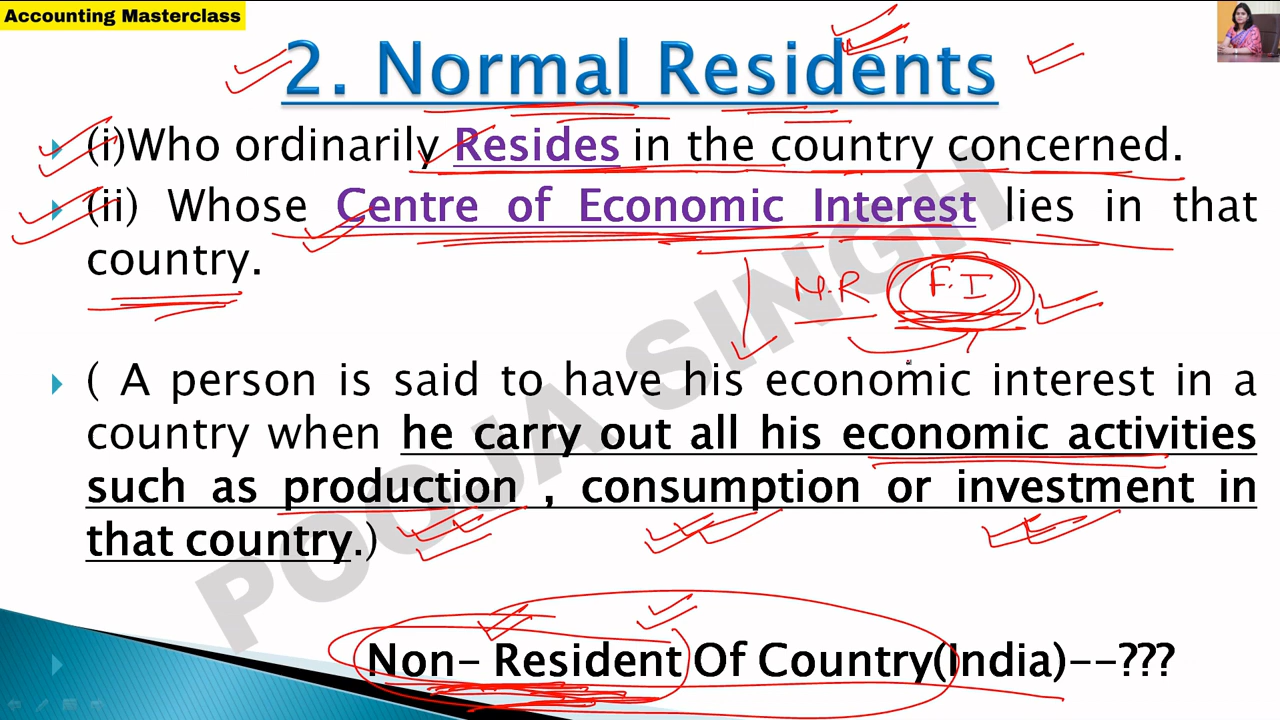 Accounting Masterclass
2. Normal Residents
(i)Who ordinarily Resides in the country concerned.
(ii) Whose Centre of Economic Interest lies in that
country.
N.R F.I
( A person is said to have his economic interest in a
country when he carry out all his economic activities
such as production , consumption or investment in
that country.)
POOJA SINGH
Non- Resident Of Country(India)--???